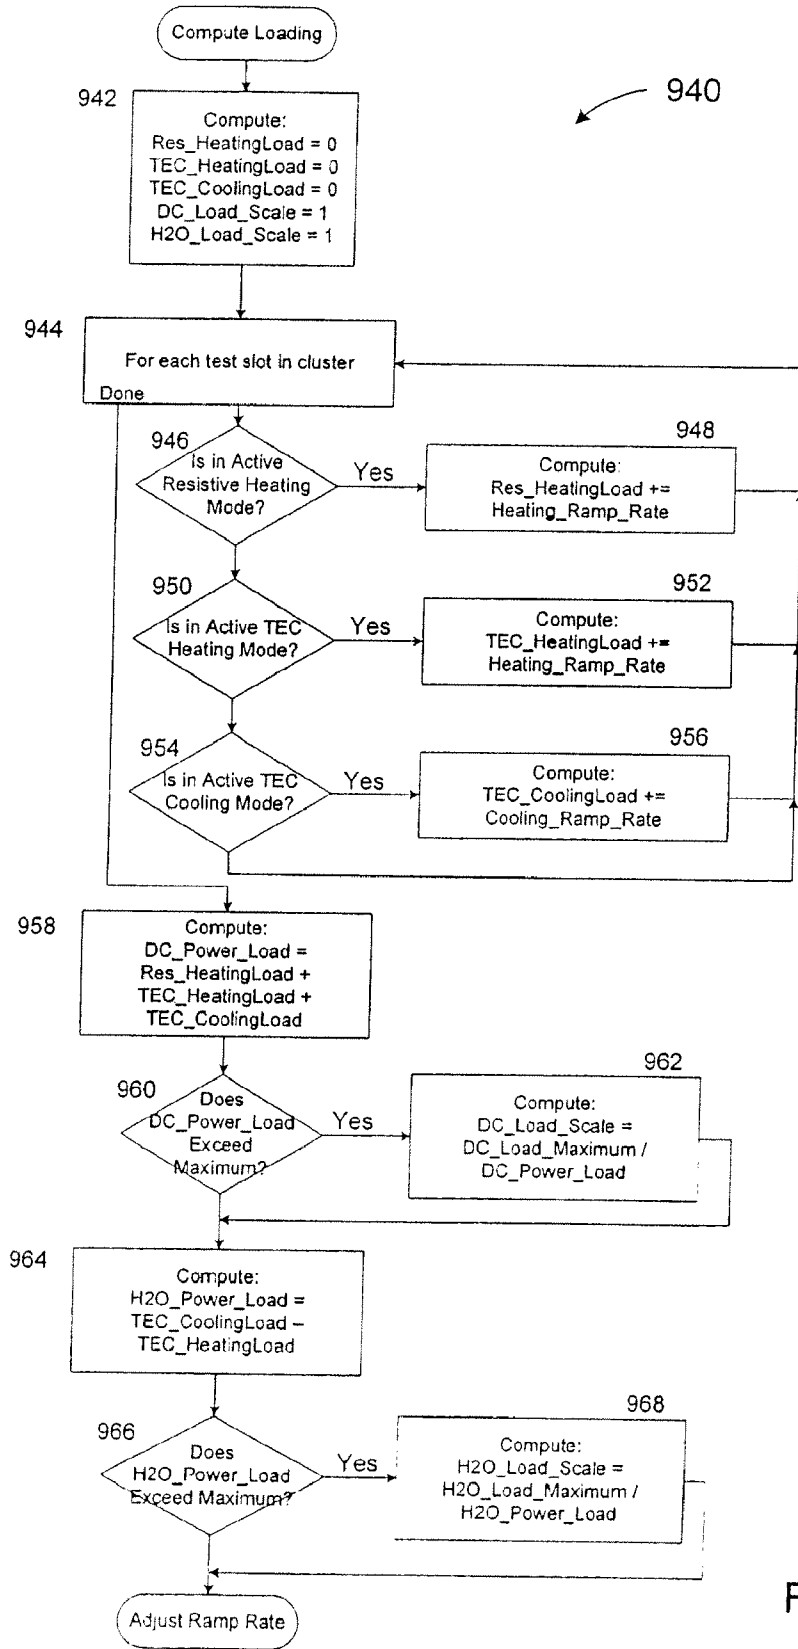 Compute Loading
940
942
Compute:
Res_HeatingLoad = 0
TEC_HeatingLoad = 0
TEC_CoolingLoad = 0
DC_Load_Scale = 1
H2O_Load_Scale = 1
944
For each test slot in cluster
Done
946
Is in Active
Resistive Heating
Mode?
Yes
948
Compute:
Res_HeatingLoad +=
Heating_Ramp_Rate
950
Is in Active TEC
Heating Mode?
Yes
952
Compute:
TEC_HeatingLoad +=
Heating_Ramp_Rate
954
Is in Active TEC
Cooling Mode?
Yes
956
Compute:
TEC_CoolingLoad +=
Cooling_Ramp_Rate
958
Compute:
DC_Power_Load =
Res_HeatingLoad +
TEC_HeatingLoad +
TEC_CoolingLoad
960
Does
DC_Power_Load
Exceed
Maximum?
Yes
962
Compute:
DC_Load_Scale =
DC_Load_Maximum /
DC_Power_Load
964
Compute:
H2O_Power_Load =
TEC_CoolingLoad –
TEC_HeatingLoad
966
Does
H2O_Power_Load
Exceed Maximum?
Yes
968
Compute:
H2O_Load_Scale =
H2O_Load_Maximum /
H2O_Power_Load
Adjust Ramp Rate
F